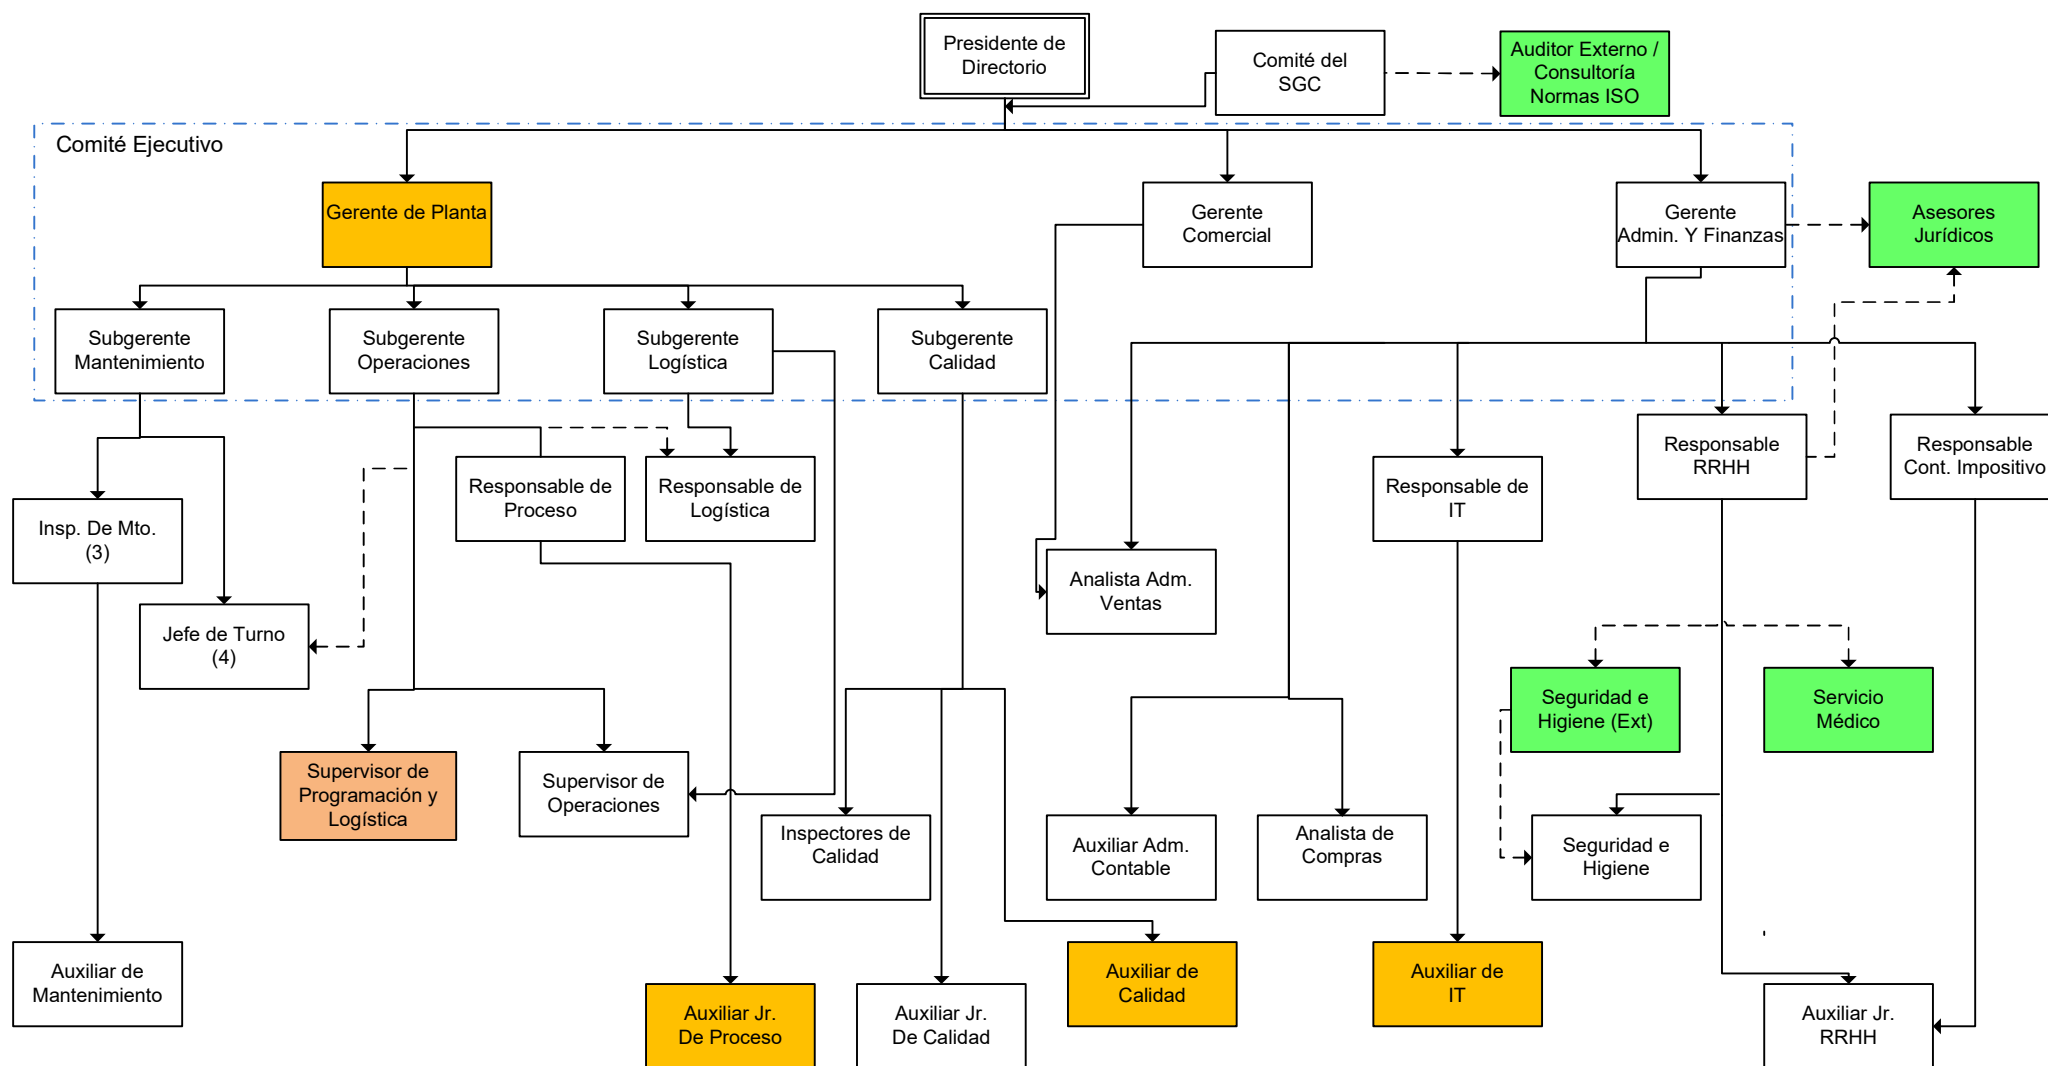 Presidente de
Directorio
Comité del
SGC
Auditor Externo /
Consultoría
Normas ISO
Comité Ejecutivo
Gerente de Planta
Gerente
Comercial
Gerente
Admin. Y Finanzas
Asesores
Jurídicos
Subgerente
Mantenimiento
Subgerente
Operaciones
Subgerente
Logística
Subgerente
Calidad
Responsable
RRHH
Responsable
Cont. Impositivo
Responsable de
Proceso
Responsable de
Logística
Responsable de
IT
Insp. De Mto.
(3)
Analista Adm.
Ventas
Jefe de Turno
(4)
Seguridad e
Higiene (Ext)
Servicio
Médico
Supervisor de
Programación y
Logística
Supervisor de
Operaciones
Inspectores de
Calidad
Auxiliar Adm.
Contable
Analista de
Compras
Seguridad e
Higiene
Auxiliar de
Mantenimiento
Auxiliar de
Calidad
Auxiliar de
IT
Auxiliar Jr.
De Proceso
Auxiliar Jr.
De Calidad
Auxiliar Jr.
RRHH